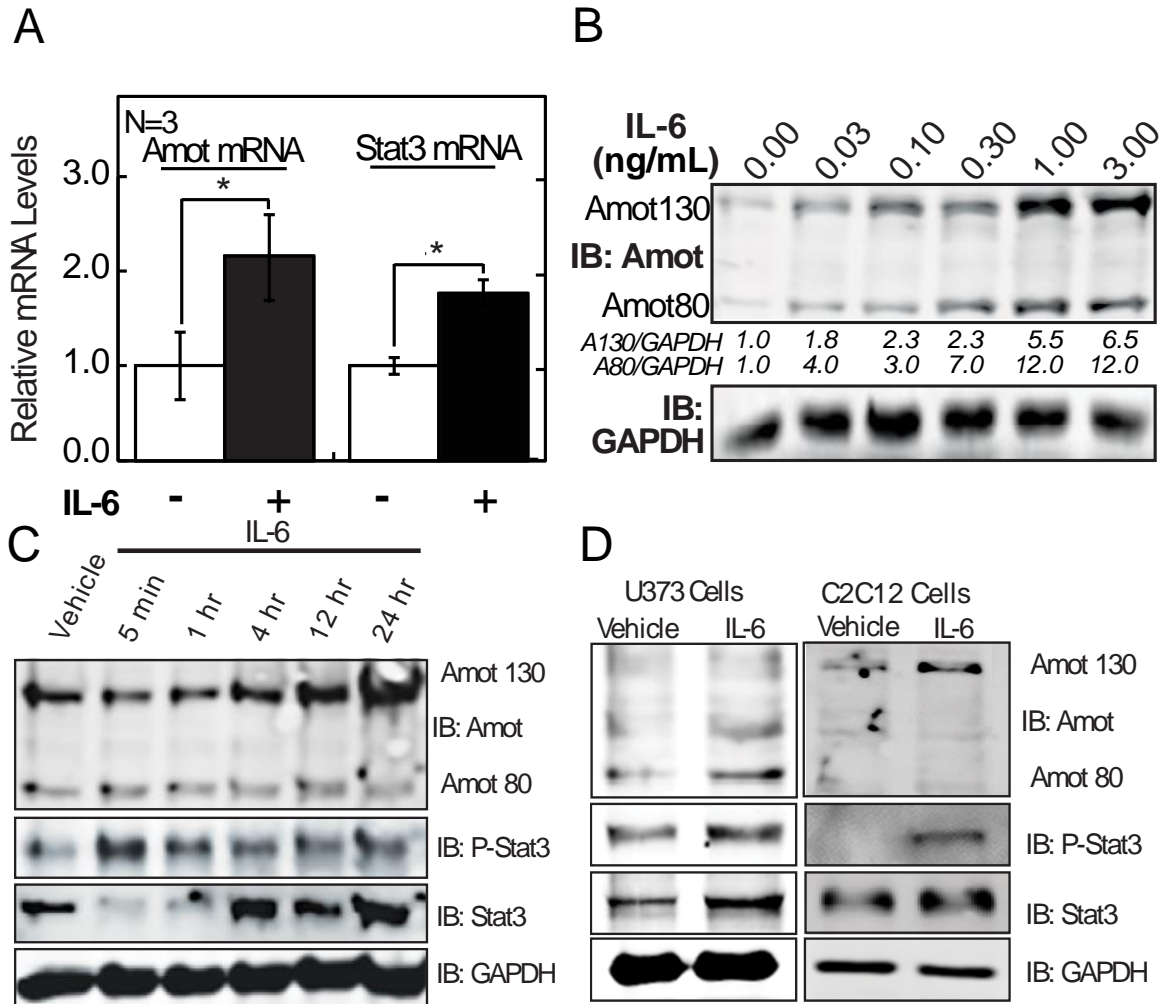 A
Relative mRNA Levels
N=3
Amot mRNA
Stat3 mRNA
3.0
2.0
1.0
0.0
*
*
IL-6 - + - +
B
IL-6
(ng/mL)
0.00 0.03 0.10 0.30 1.00 3.00
Amot130
IB: Amot
Amot80
A130/GAPDH 1.0 1.8 2.3 2.3 5.5 6.5
A80/GAPDH 1.0 4.0 3.0 7.0 12.0 12.0
IB:
GAPDH
C
IL-6
Vehicle 5 min 1 hr 4 hr 12 hr 24 hr
Amot 130
IB: Amot
Amot 80
IB: P-Stat3
IB: Stat3
IB: GAPDH
D
U373 Cells C2C12 Cells
Vehicle IL-6 Vehicle IL-6
Amot 130
IB: Amot
Amot 80
IB: P-Stat3
IB: Stat3
IB: GAPDH